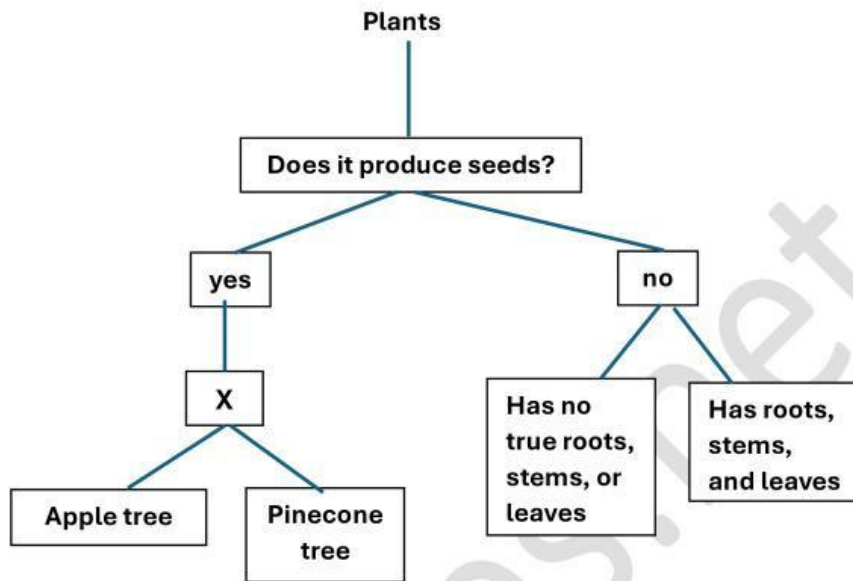 Plants
Does it produce seeds?
yes
no
X
Has no
true roots,
stems, or
leaves
Has roots,
stems,
and leaves
Apple tree
Pinecone
tree